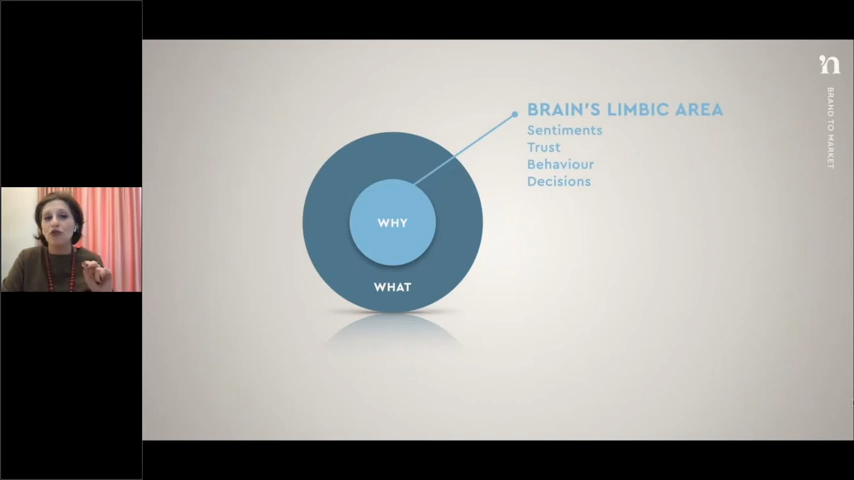 'n
BRAND TO MARKET
BRAIN'S LIMBIC AREA
Sentiments
Trust
Behaviour
Decisions
WHY
WHAT